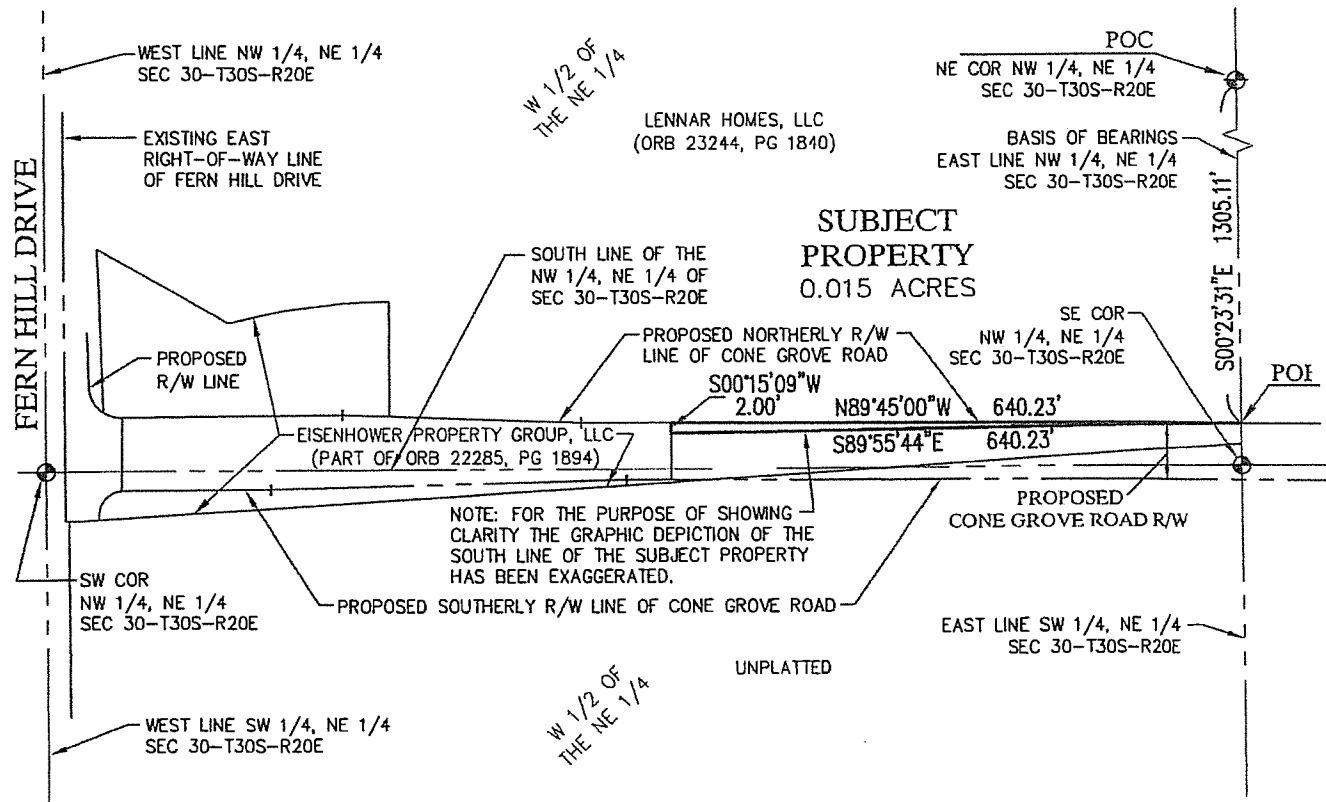 WEST LINE NW 1/4, NE 1/4
SEC 30-T30S-R20E
W 1/2 OF
THE NE 1/4
POC
NE COR NW 1/4, NE 1/4
SEC 30-T30S-R20E
LENNAR HOMES, LLC
(ORB 23244, PG 1840)
EXISTING EAST
RIGHT-OF-WAY LINE
OF FERN HILL DRIVE
BASIS OF BEARINGS
EAST LINE NW 1/4, NE 1/4
SEC 30-T30S-R20E
S00°23'31"E 1305.11'
FERN HILL DRIVE
SUBJECT
PROPERTY
0.015 ACRES
SOUTH LINE OF THE
NW 1/4, NE 1/4 OF
SEC 30-T30S-R20E
SE COR
NW 1/4, NE 1/4
SEC 30-T30S-R20E
PROPOSED NORTHERLY R/W
LINE OF CONE GROVE ROAD
PROPOSED
R/W LINE
S00°15'09"W
2.00'
N89°45'00"W 640.23'
S89°55'44"E 640.23'
EISENHOWER PROPERTY GROUP, LLC
(PART OF ORB 22285, PG 1894)
PROPOSED
CONE GROVE ROAD R/W
NOTE: FOR THE PURPOSE OF SHOWING
CLARITY THE GRAPHIC DEPICTION OF THE
SOUTH LINE OF THE SUBJECT PROPERTY
HAS BEEN EXAGGERATED.
SW COR
NW 1/4, NE 1/4
SEC 30-T30S-R20E
PROPOSED SOUTHERLY R/W LINE OF CONE GROVE ROAD
EAST LINE SW 1/4, NE 1/4
SEC 30-T30S-R20E
UNPLATTED
W 1/2 OF
THE NE 1/4
WEST LINE SW 1/4, NE 1/4
SEC 30-T30S-R20E